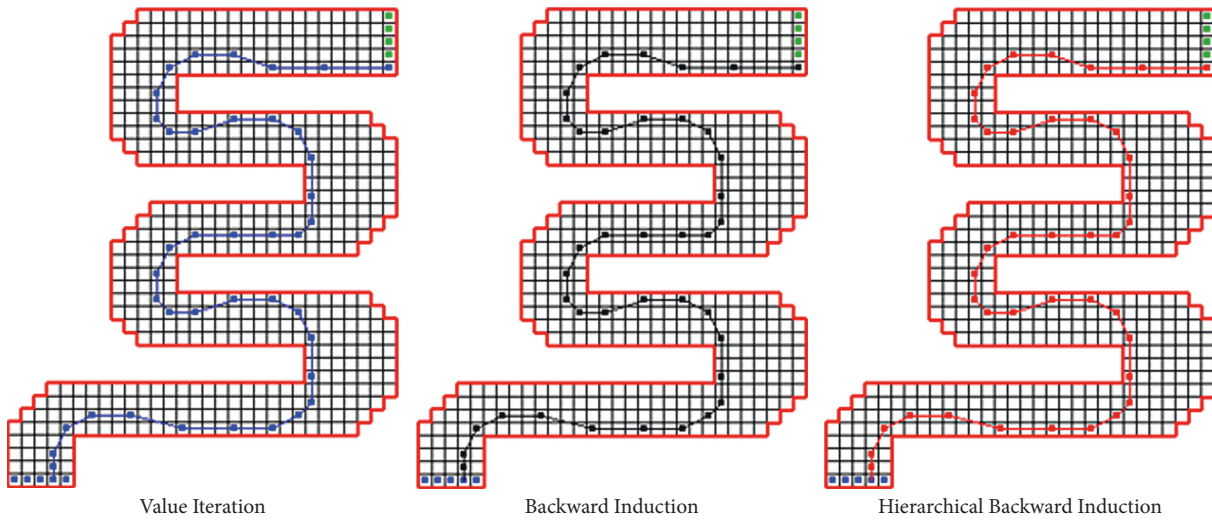 Value Iteration
Backward Induction
Hierarchical Backward Induction